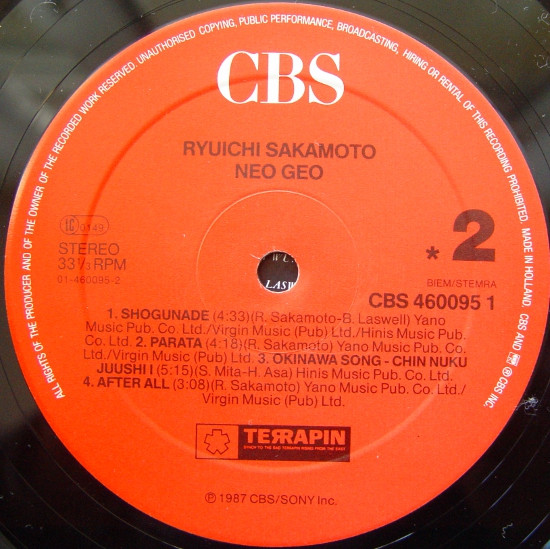 ALL RIGHTS OF THE PRODUCER AND OF THE OWNER OF THE RECORDED WORK RESERVED. UNAUTHORISED COPYING, PUBLIC PERFORMANCE, BROADCASTING, HIRING OR RENTAL OF THIS RECORDING PROHIBITED. MADE IN HOLLAND CBS AND ℗ CBS INC.
CBS
RYUICHI SAKAMOTO
NEO GEO
LC 0149
STEREO
33⅓ RPM
01-460095-2
* 2
BIEM/STEMRA
CBS 460095 1
LASW
1. SHOGUNADE (4:33)(R. Sakamoto-B. Laswell) Yano
Music Pub. Co. Ltd./Virgin Music (Pub) Ltd./Hinis Music Pub.
Co. Ltd. 2. PARATA (4:18)(R. Sakamoto) Yano Music Pub. Co.
Ltd./Virgin Music (Pub) Ltd. 3. OKINAWA SONG - CHIN NUKU
JUUSHI I (5:15)(S. Mita-H. Asa) Hini Music Pub. Co. Ltd.
4. AFTER ALL (3:08)(R. Sakamoto) Yano Music Pub. Co. Ltd./
Virgin Music (Pub) Ltd.
TERRAPIN
℗ 1987 CBS/SONY Inc.